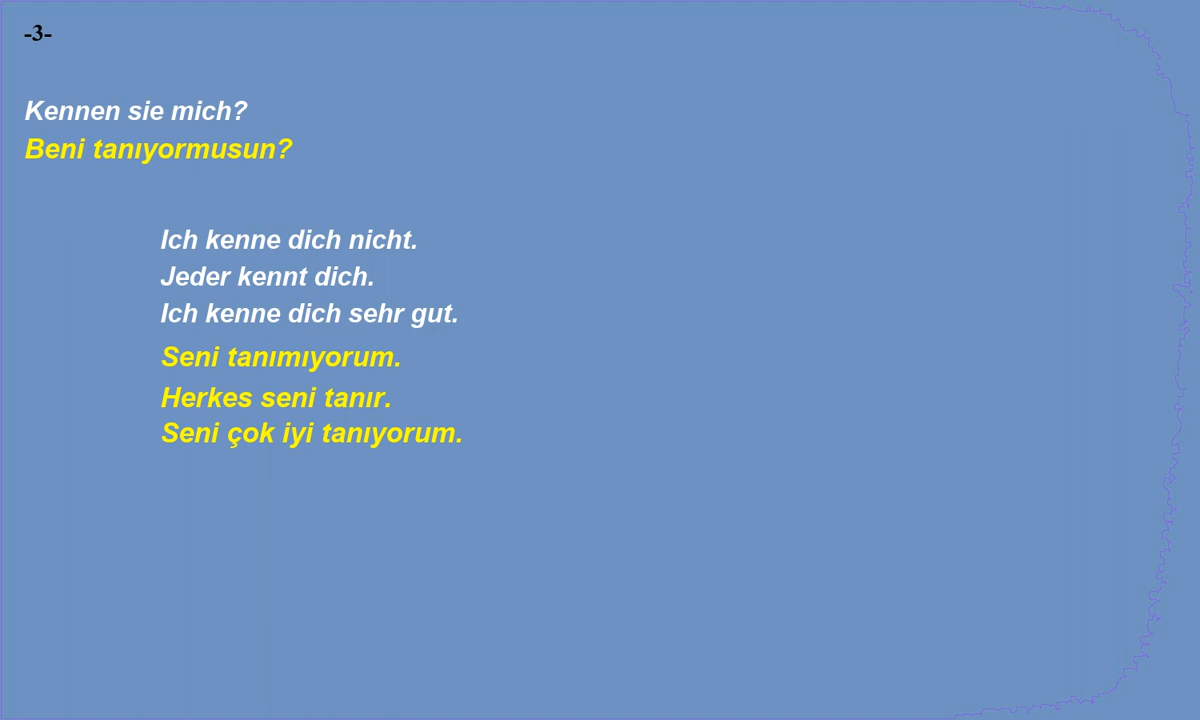 -3-
Kennen sie mich?
Beni tanıyormusun?
Ich kenne dich nicht.
Jeder kennt dich.
Ich kenne dich sehr gut.
Seni tanımıyorum.
Herkes seni tanır.
Seni çok iyi tanıyorum.